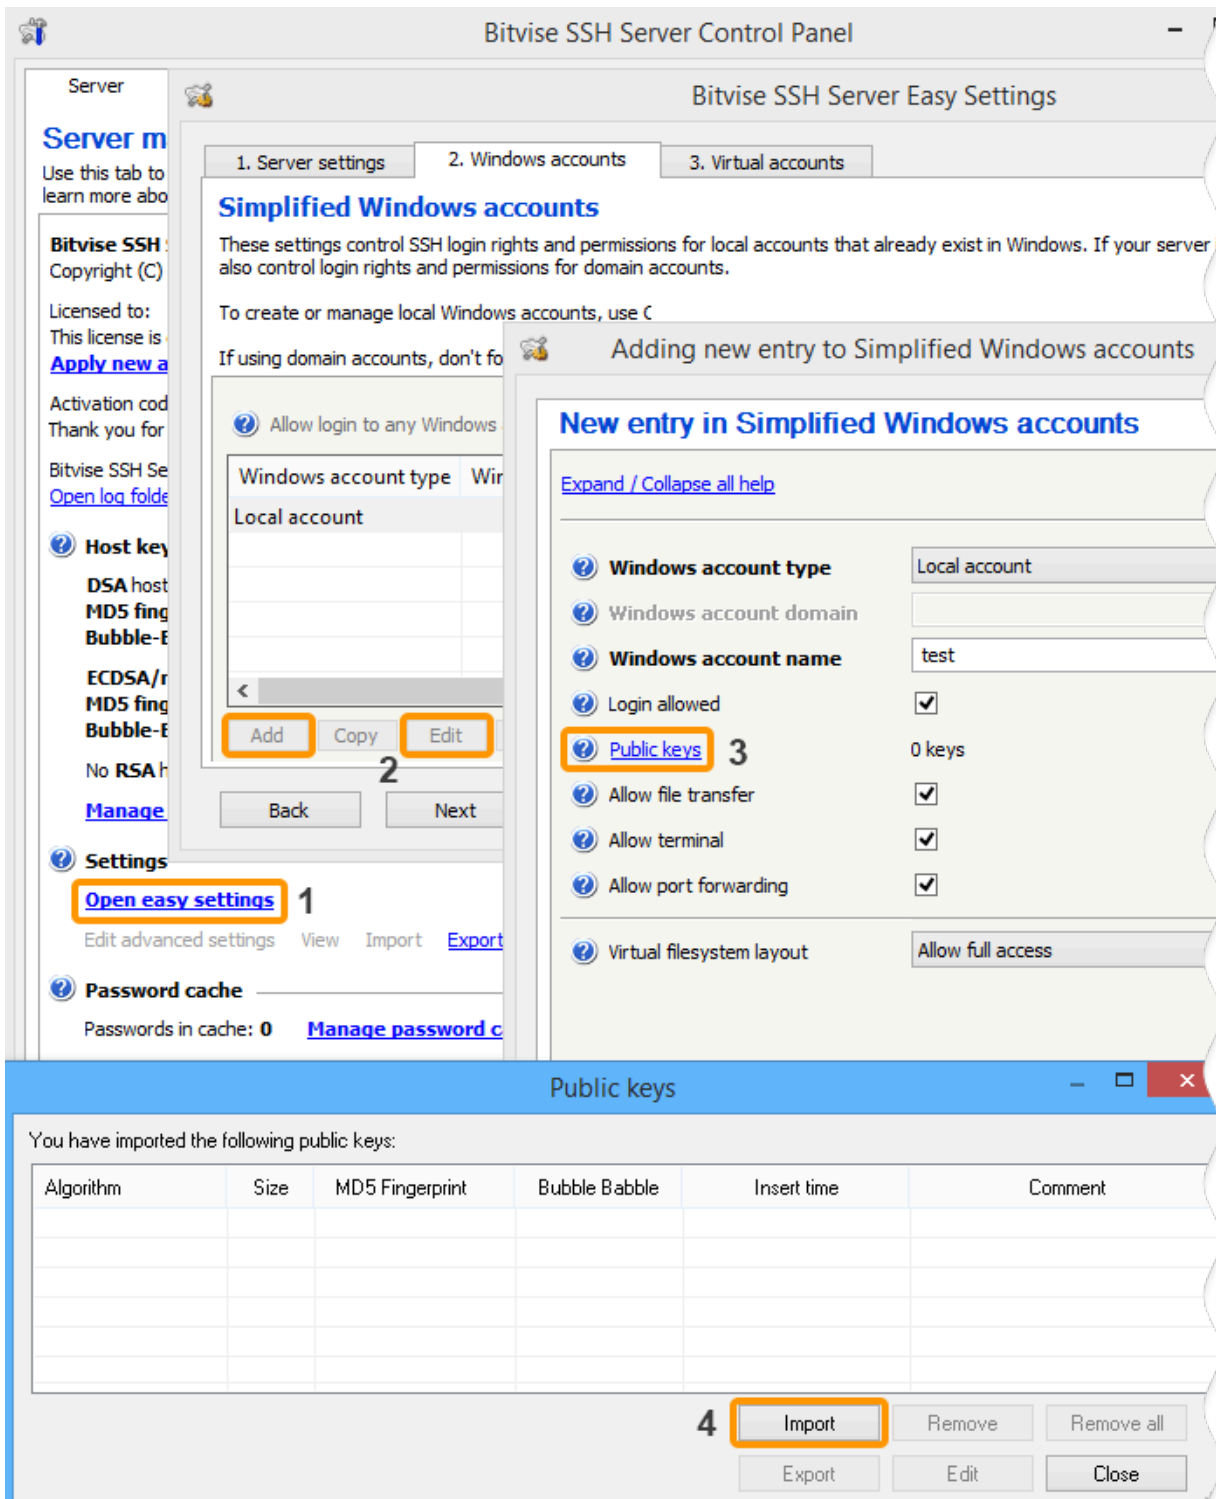 Bitvise SSH Server Control Panel
Server
Server m
Use this tab to
learn more abo
Bitvise SSH
Copyright (C)
Licensed to:
This license is
Apply new a
Activation cod
Thank you for
Bitvise SSH Se
Open log folde
Host key
DSA host
MD5 fing
Bubble-B
ECDSA/n
MD5 fing
Bubble-B
No RSA h
Manage
Settings
Open easy settings
1
Edit advanced settings View Import Export
Password cache
Passwords in cache: 0 Manage password c
Bitvise SSH Server Easy Settings
1. Server settings 2. Windows accounts 3. Virtual accounts
Simplified Windows accounts
These settings control SSH login rights and permissions for local accounts that already exist in Windows. If your server
also control login rights and permissions for domain accounts.
To create or manage local Windows accounts, use C
If using domain accounts, don't fo
Allow login to any Windows
Windows account type Wir
Local account
Add Copy Edit
2
Back Next
Adding new entry to Simplified Windows accounts
New entry in Simplified Windows accounts
Expand / Collapse all help
Windows account type Local account
Windows account domain
Windows account name test
Login allowed
Public keys 3 0 keys
Allow file transfer
Allow terminal
Allow port forwarding
Virtual filesystem layout Allow full access
Public keys
You have imported the following public keys:
Algorithm Size MD5 Fingerprint Bubble Babble Insert time Comment
4 Import Remove Remove all
Export Edit Close